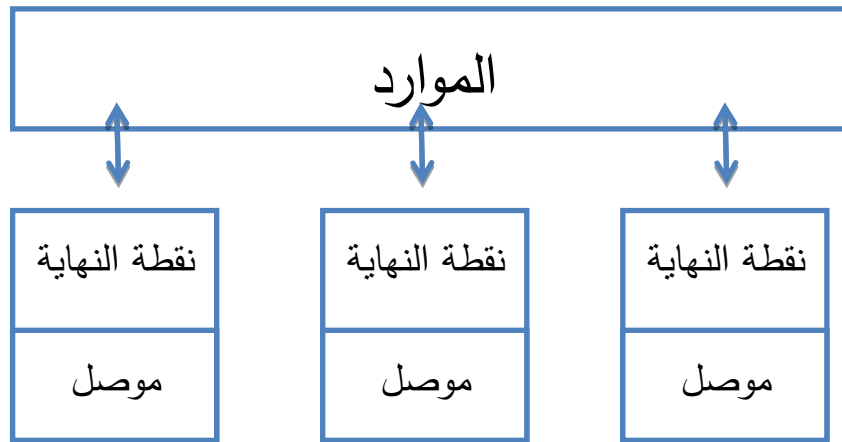 الموارد
نقطة النهاية
نقطة النهاية
نقطة النهاية
موصل
موصل
موصل